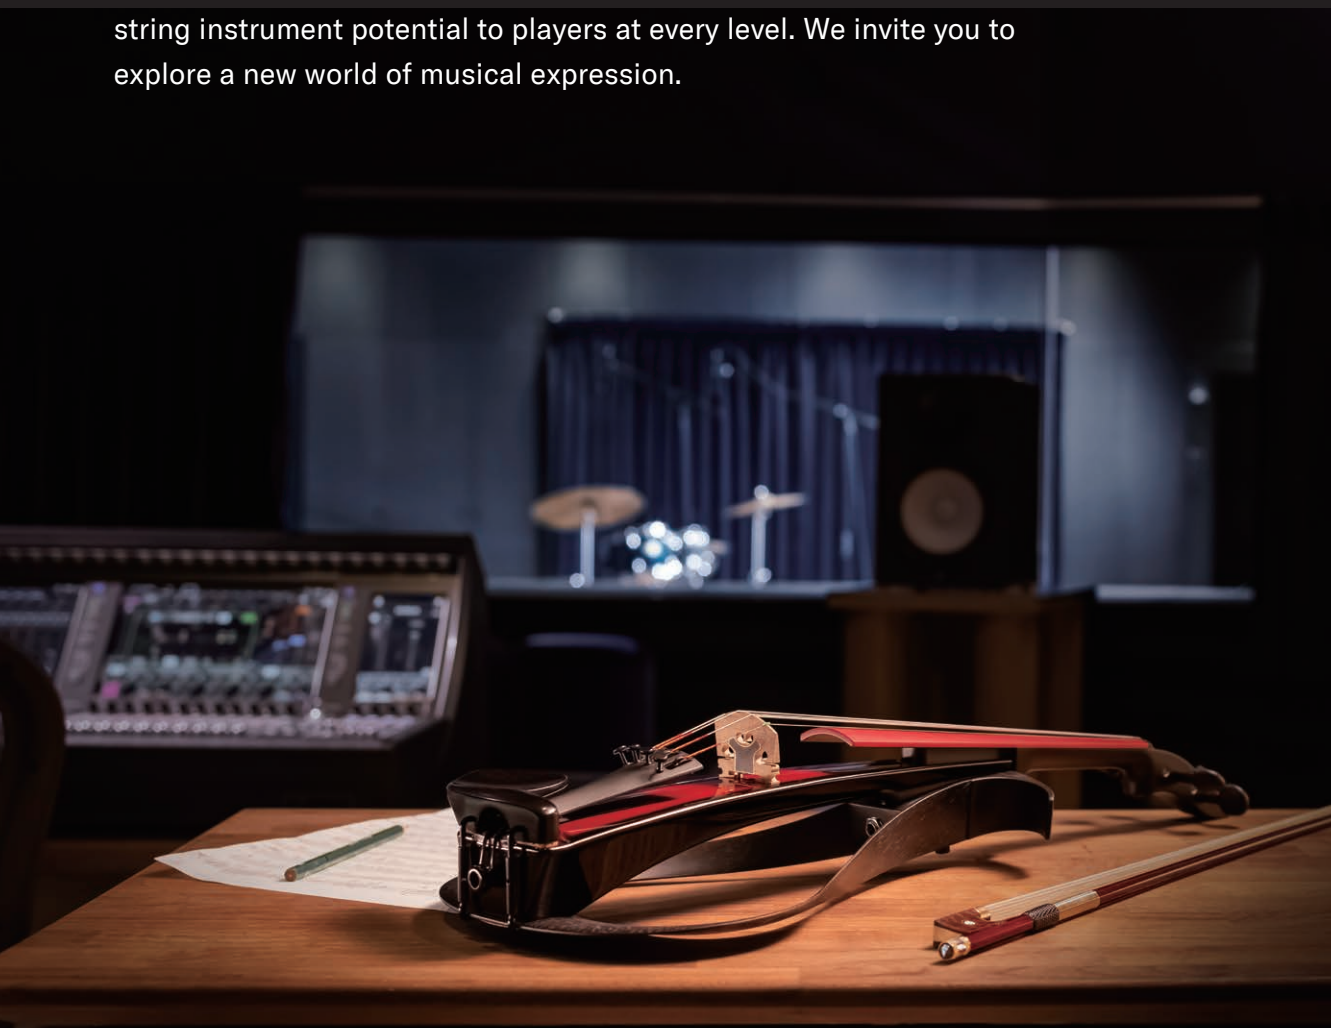 string instrument potential to players at every level. We invite you to
explore a new world of musical expression.